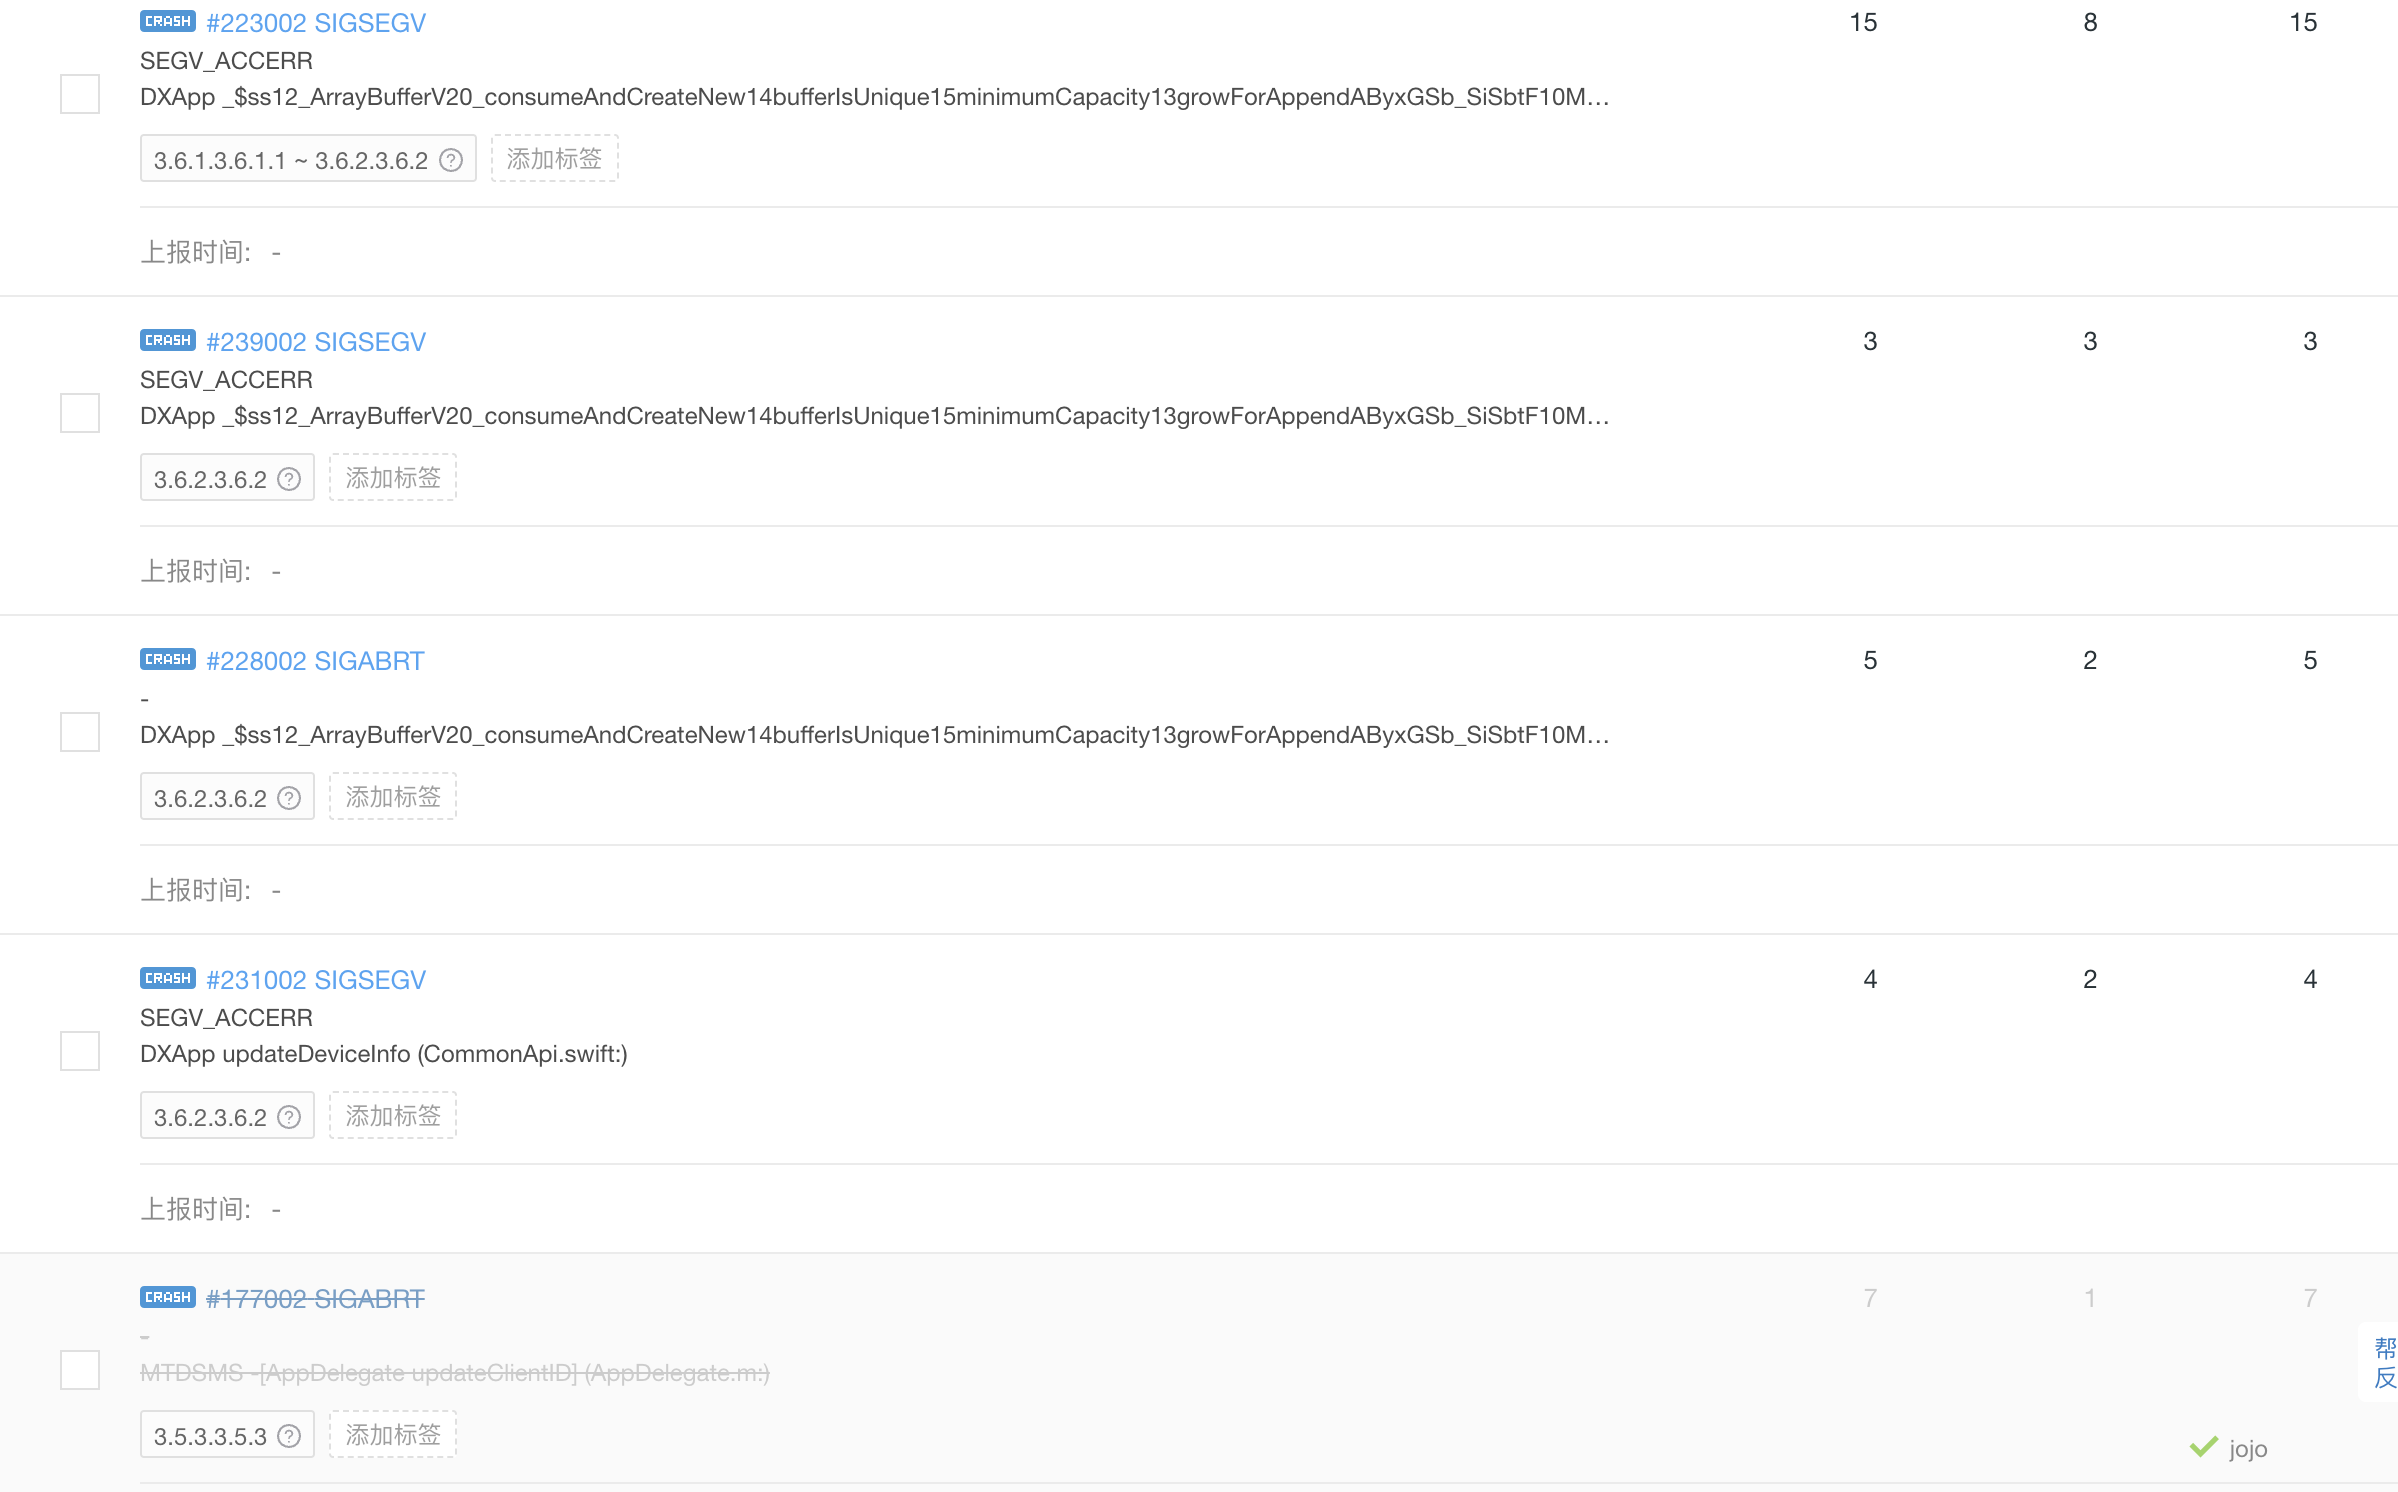 CRASH #223002 SIGSEGV 15 8 15
SEGV_ACCERR
DXApp _$ss12_ArrayBufferV20_consumeAndCreateNew14bufferIsUnique15minimumCapacity13growForAppendAByxGSb_SiSbtF10M...
3.6.1.3.6.1.1 ~ 3.6.2.3.6.2 ? 添加标签
上报时间: -
CRASH #239002 SIGSEGV 3 3 3
SEGV_ACCERR
DXApp _$ss12_ArrayBufferV20_consumeAndCreateNew14bufferIsUnique15minimumCapacity13growForAppendAByxGSb_SiSbtF10M...
3.6.2.3.6.2 ? 添加标签
上报时间: -
CRASH #228002 SIGABRT 5 2 5
-
DXApp _$ss12_ArrayBufferV20_consumeAndCreateNew14bufferIsUnique15minimumCapacity13growForAppendAByxGSb_SiSbtF10M...
3.6.2.3.6.2 ? 添加标签
上报时间: -
CRASH #231002 SIGSEGV 4 2 4
SEGV_ACCERR
DXApp updateDeviceInfo (CommonApi.swift:)
3.6.2.3.6.2 ? 添加标签
上报时间: -
CRASH #177002 SIGABRT 7 1 7
-
MTDSMS -[AppDelegate updateClientID] (AppDelegate.m:)
帮
反
3.5.3.3.5.3 ? 添加标签
jojo